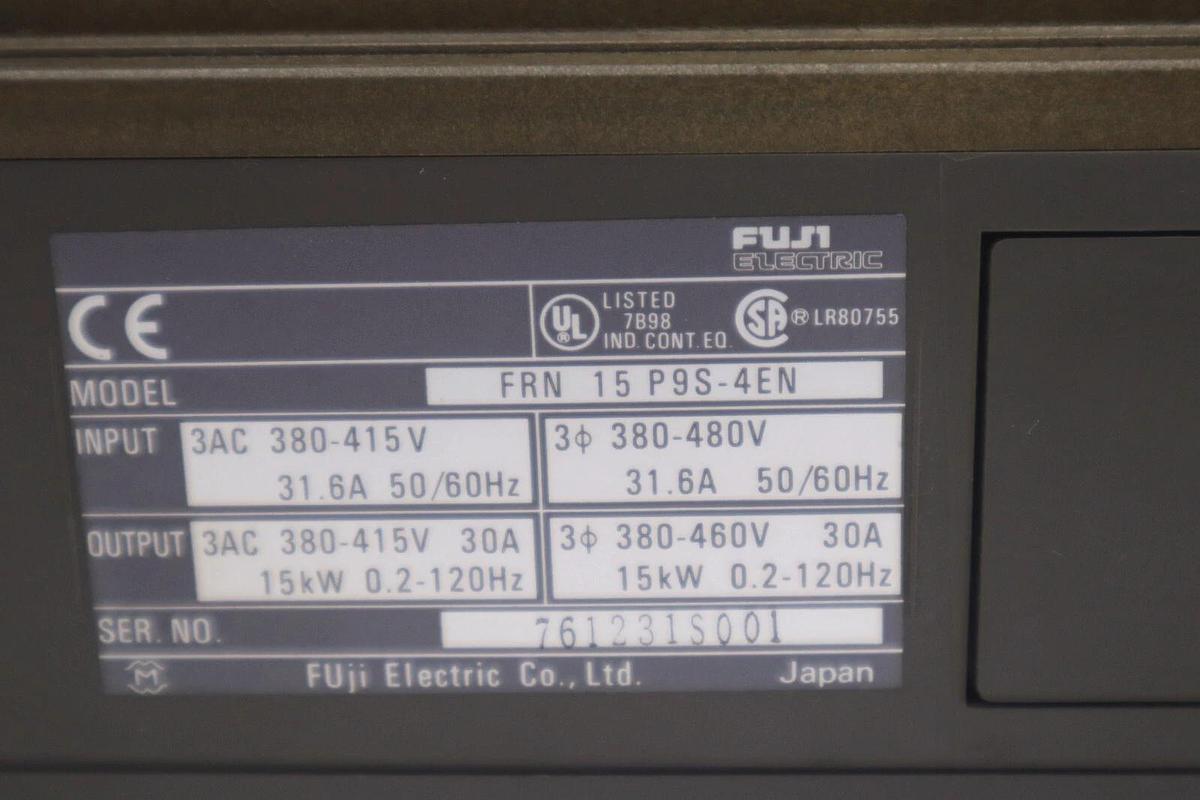 FUJI
ELECTRIC
CE
UL ® LISTED
7B98
IND. CONT. EQ.
SA ® LR80755
MODEL FRN 15 P9S-4EN
INPUT 3AC 380-415V 3ϕ 380-480V
31.6A 50/60Hz 31.6A 50/60Hz
OUTPUT 3AC 380-415V 30A 3ϕ 380-460V 30A
15kW 0.2-120Hz 15kW 0.2-120Hz
SER. NO. 761231S001
FUji Electric Co., Ltd. Japan